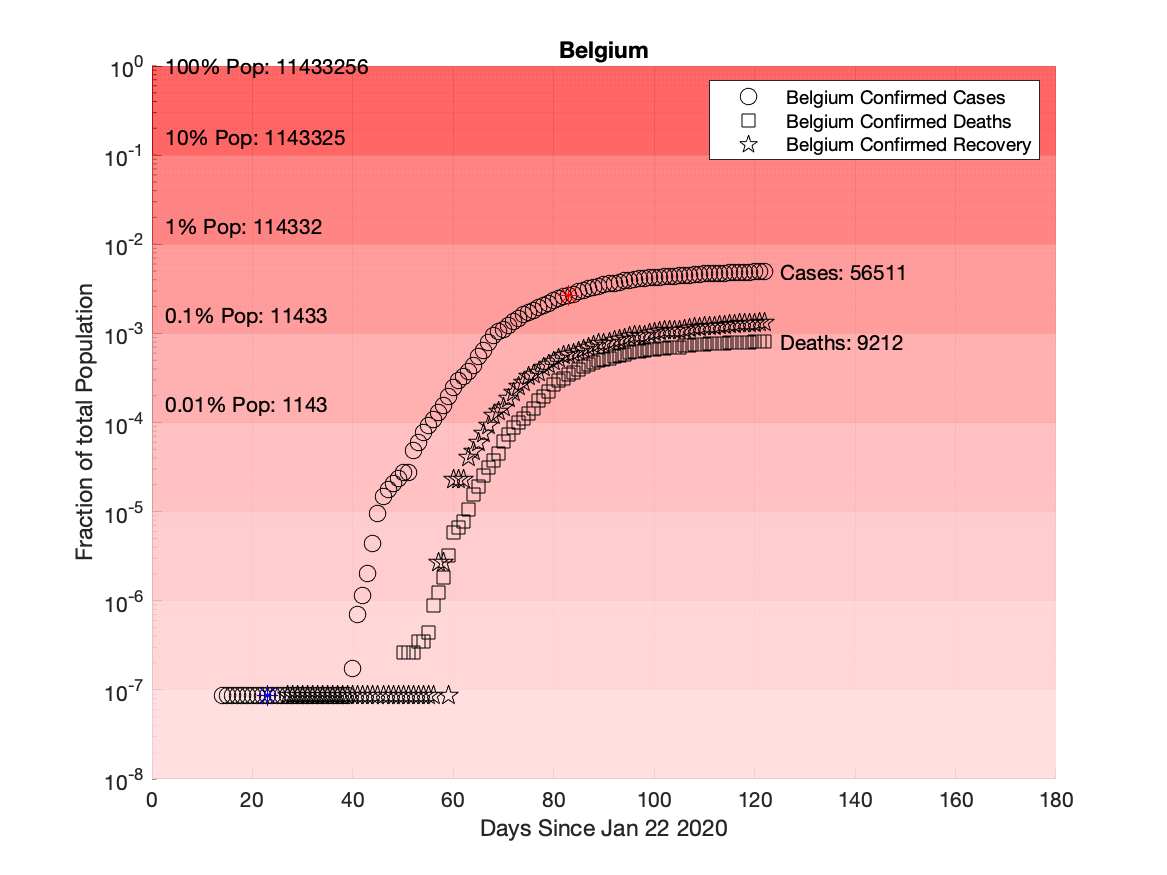 Belgium
10^0
100% Pop: 11433256
Belgium Confirmed Cases
Belgium Confirmed Deaths
Belgium Confirmed Recovery
10% Pop: 1143325
10^-1
1% Pop: 114332
10^-2
Cases: 56511
0.1% Pop: 11433
10^-3
Deaths: 9212
0.01% Pop: 1143
10^-4
10^-5
10^-6
10^-7
10^-8
Fraction of total Population
0 20 40 60 80 100 120 140 160 180
Days Since Jan 22 2020